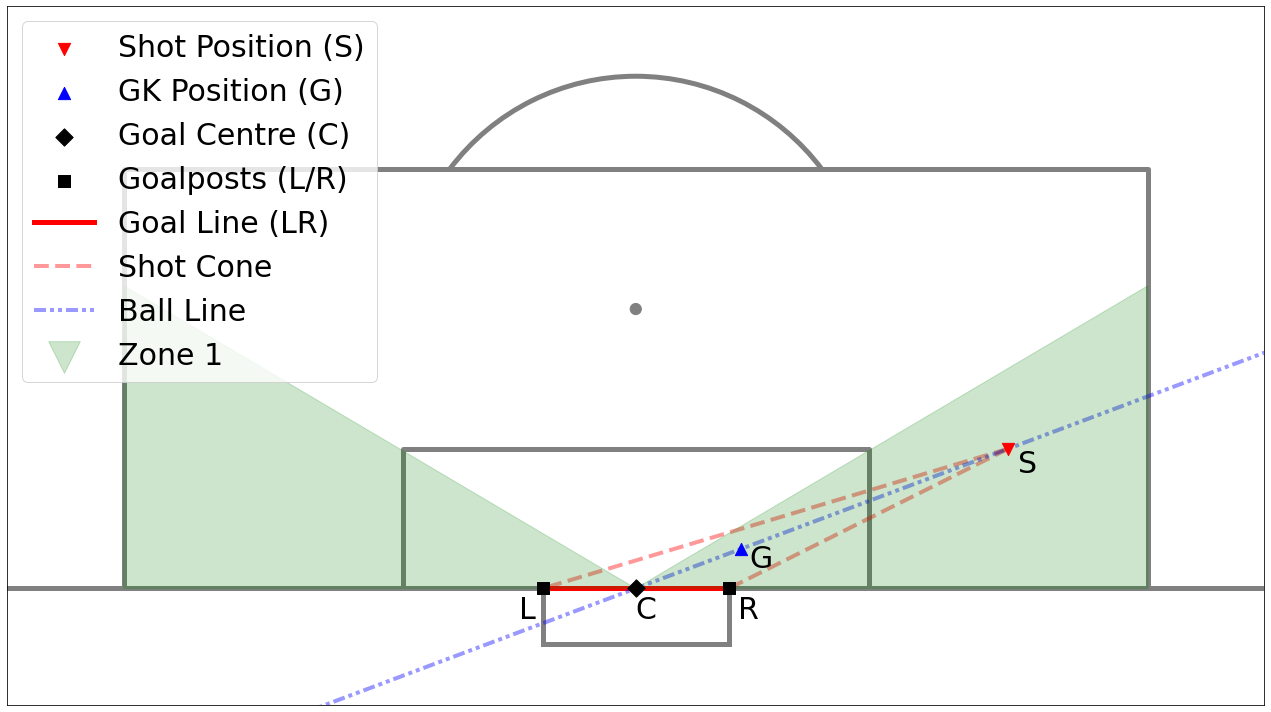 Shot Position (S)
GK Position (G)
Goal Centre (C)
Goalposts (L/R)
Goal Line (LR)
Shot Cone
Ball Line
Zone 1
S
G
L
C
R